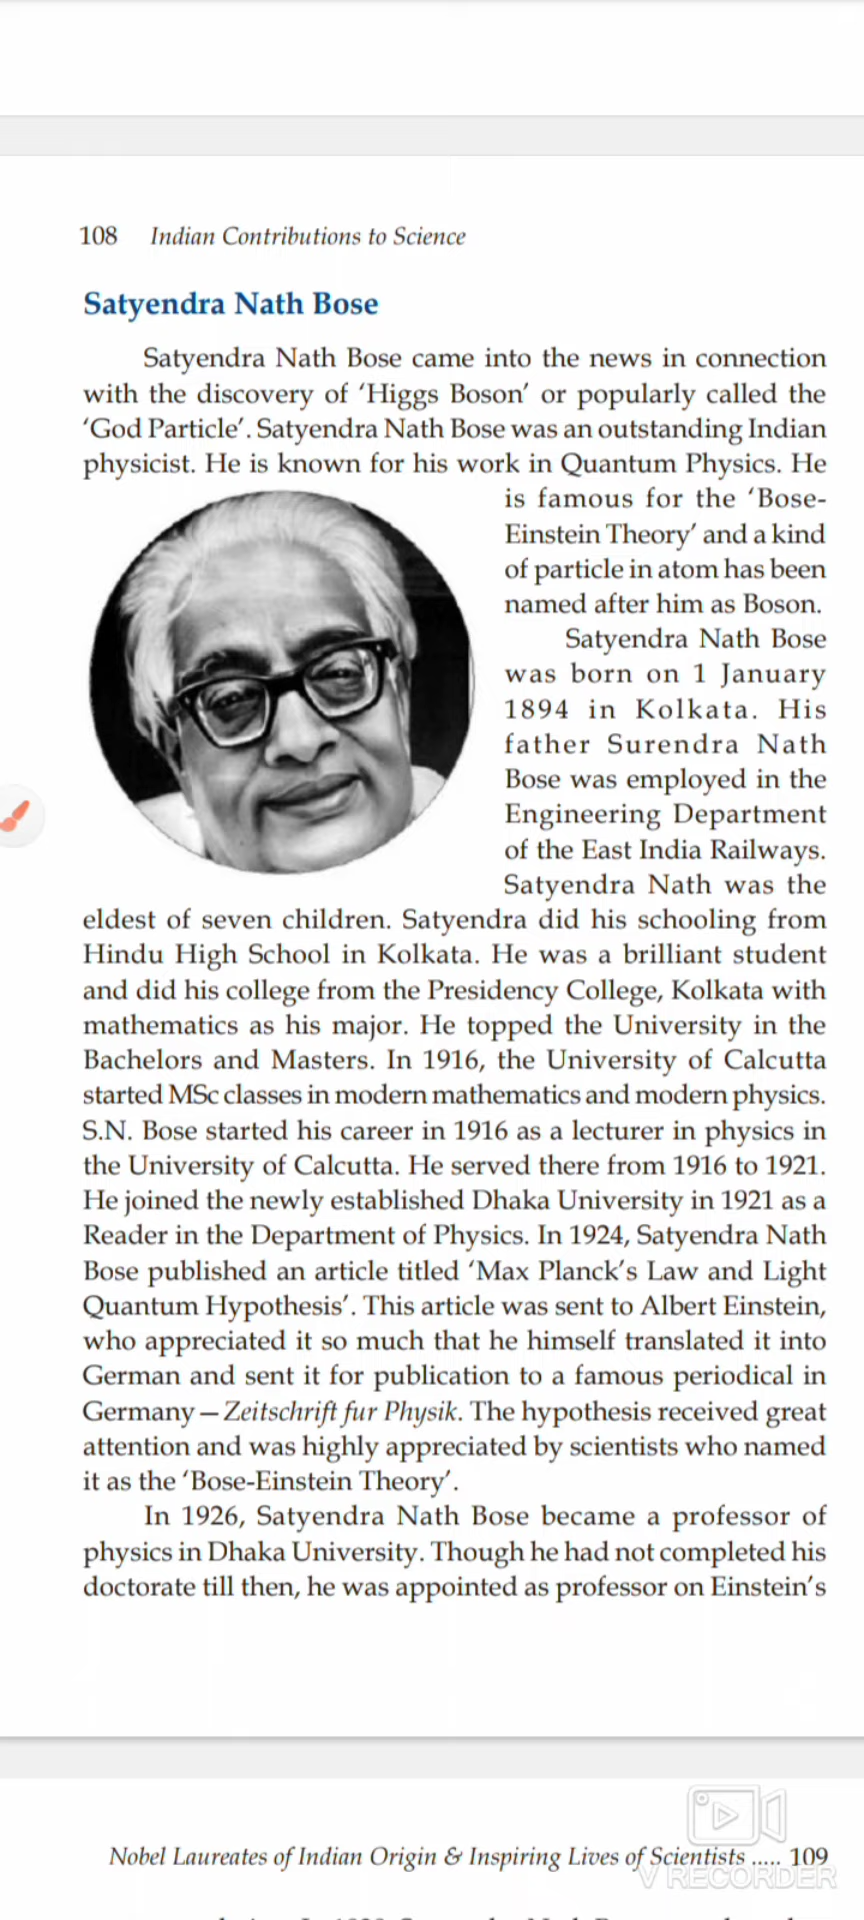 108 Indian Contributions to Science
Satyendra Nath Bose
Satyendra Nath Bose came into the news in connection
with the discovery of ‘Higgs Boson’ or popularly called the
‘God Particle’. Satyendra Nath Bose was an outstanding Indian
physicist. He is known for his work in Quantum Physics. He
is famous for the ‘Bose-
Einstein Theory’ and a kind
of particle in atom has been
named after him as Boson.
Satyendra Nath Bose
was born on 1 January
1894 in Kolkata. His
father Surendra Nath
Bose was employed in the
Engineering Department
of the East India Railways.
Satyendra Nath was the
eldest of seven children. Satyendra did his schooling from
Hindu High School in Kolkata. He was a brilliant student
and did his college from the Presidency College, Kolkata with
mathematics as his major. He topped the University in the
Bachelors and Masters. In 1916, the University of Calcutta
started MSc classes in modern mathematics and modern physics.
S.N. Bose started his career in 1916 as a lecturer in physics in
the University of Calcutta. He served there from 1916 to 1921.
He joined the newly established Dhaka University in 1921 as a
Reader in the Department of Physics. In 1924, Satyendra Nath
Bose published an article titled ‘Max Planck’s Law and Light
Quantum Hypothesis’. This article was sent to Albert Einstein,
who appreciated it so much that he himself translated it into
German and sent it for publication to a famous periodical in
Germany — Zeitschrift fur Physik. The hypothesis received great
attention and was highly appreciated by scientists who named
it as the ‘Bose-Einstein Theory’.
In 1926, Satyendra Nath Bose became a professor of
physics in Dhaka University. Though he had not completed his
doctorate till then, he was appointed as professor on Einstein’s
Nobel Laureates of Indian Origin & Inspiring Lives of Scientists ..... 109
V RECORDER